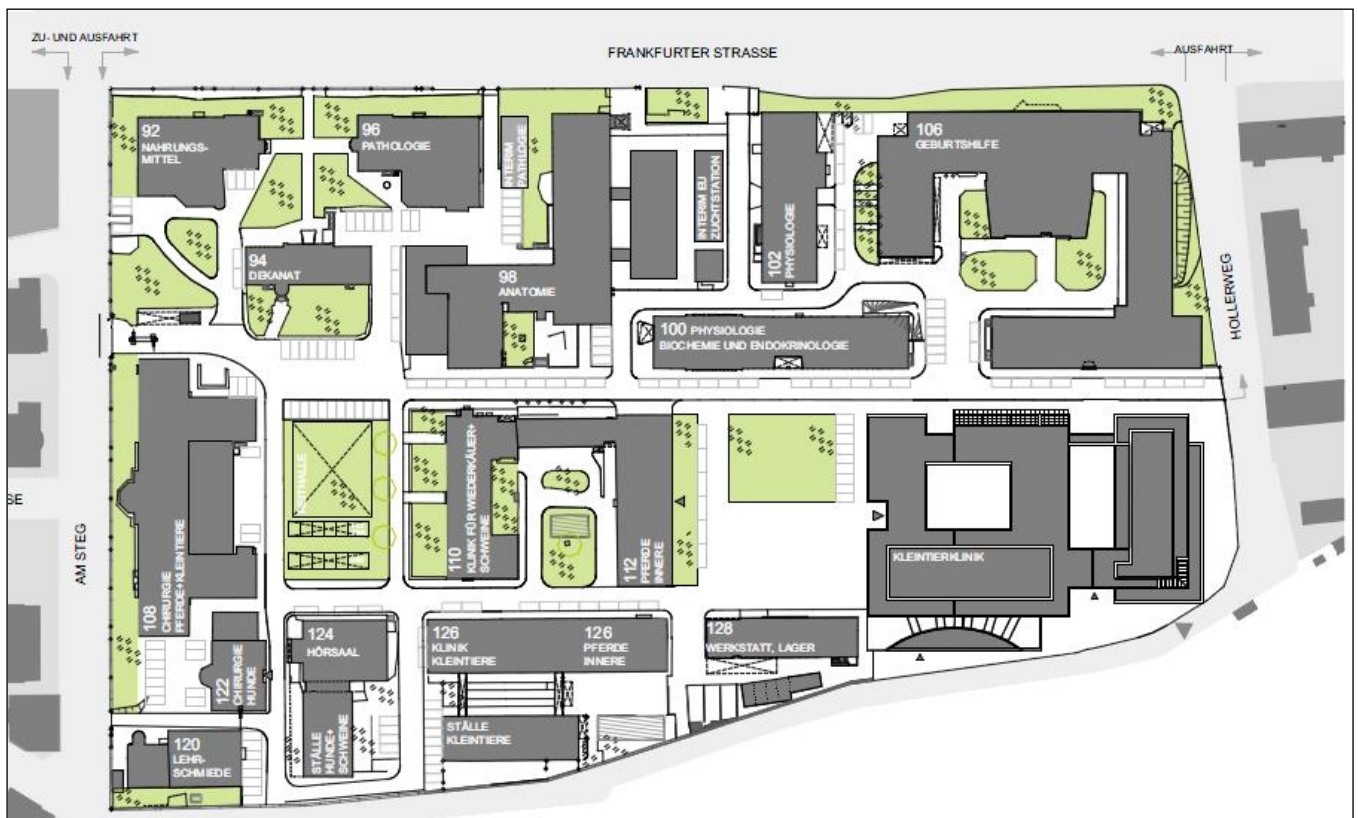 ZU- UND AUSFAHRT
FRANKFURTER STRASSE
AUSFAHRT
92
NAHRUNGS-
MITTEL
96
PATHOLOGIE
INTERIM
PATHLOGIE
106
GEBURTSHILFE
INTERIM EU
ZUCHTSTATION
102
PHYSIOLOGIE
94
DEKANAT
98
ANATOMIE
100 PHYSIOLOGIE
BIOCHEMIE UND ENDOKRINOLOGIE
HOLLERWEG
SE
AM STEG
108
CHIRURGIE
PFERDE+KLEINTIERE
110
KLINIK FÜR WIEDERKÄUER+
SCHWEINE
112
PFERDE
INNERE
KLEINTIERKLINIK
122
CHIRURGIE
HUNDE
124
HÖRSAAL
126
KLINIK
KLEINTIERE
126
PFERDE
INNERE
128
WERKSTATT, LAGER
120
LEHR-
SCHMIEDE
STÄLLE
HUNDE+
SCHWEINE
STÄLLE
KLEINTIERE